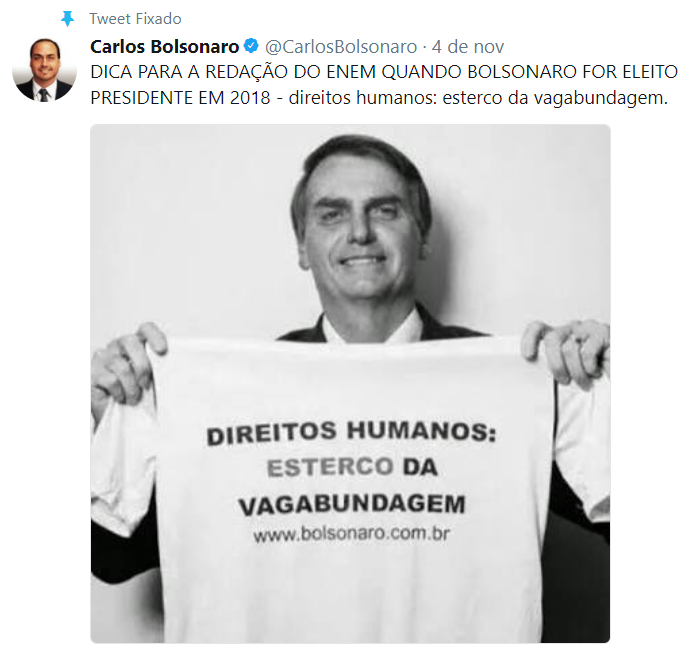 Tweet Fixado
Carlos Bolsonaro @CarlosBolsonaro · 4 de nov
DICA PARA A REDAÇÃO DO ENEM QUANDO BOLSONARO FOR ELEITO
PRESIDENTE EM 2018 - direitos humanos: esterco da vagabundagem.
DIREITOS HUMANOS:
ESTERCO DA
VAGABUNDAGEM
www.bolsonaro.com.br